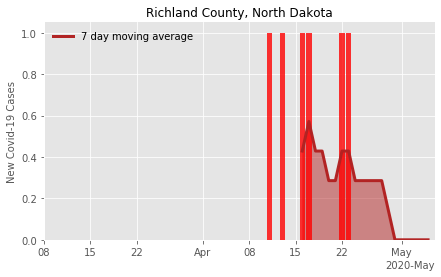 Richland County, North Dakota
7 day moving average
New Covid-19 Cases
1.0
0.8
0.6
0.4
0.2
0.0
08 15 22 Apr 08 15 22 May
2020-May